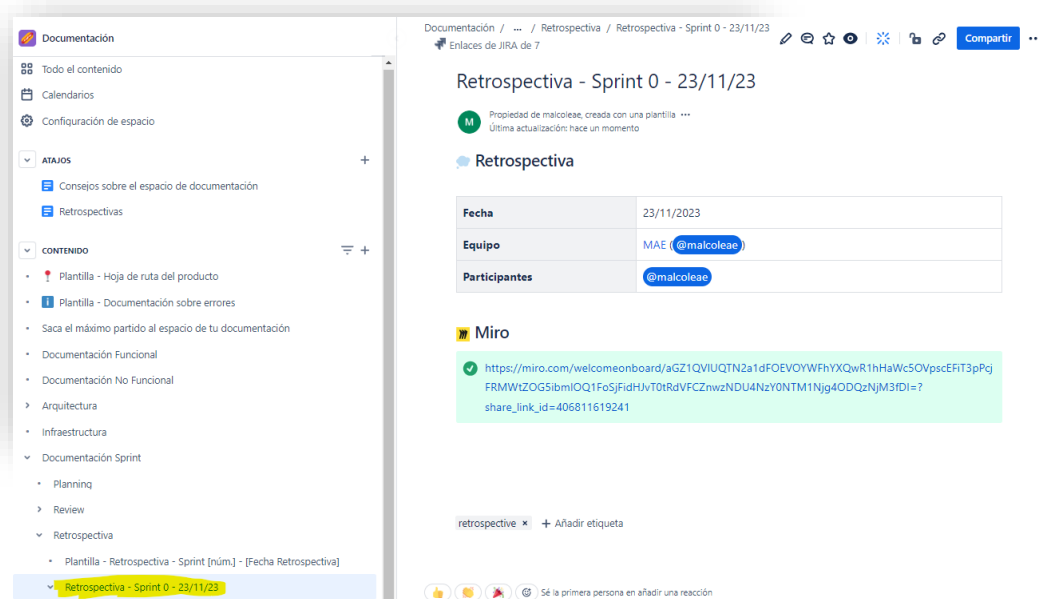 Documentación
Todo el contenido
Calendarios
Configuración de espacio
ATAJOS
Consejos sobre el espacio de documentación
Retrospectivas
CONTENIDO
Plantilla - Hoja de ruta del producto
Plantilla - Documentación sobre errores
Saca el máximo partido al espacio de tu documentación
Documentación Funcional
Documentación No Funcional
Arquitectura
Infraestructura
Documentación Sprint
Planning
Review
Retrospectiva
Plantilla - Retrospectiva - Sprint [núm.] - [Fecha Retrospectiva]
Retrospectiva - Sprint 0 - 23/11/23
Documentación / ... / Retrospectiva / Retrospectiva - Sprint 0 - 23/11/23
Enlaces de JIRA de 7
Compartir
Retrospectiva - Sprint 0 - 23/11/23
M
Propiedad de malcoleae, creada con una plantilla
Última actualización: hace un momento
Retrospectiva
Fecha 23/11/2023
Equipo MAE (@malcoleae)
Participantes @malcoleae
Miro
share_link_id=406811619241
retrospective × + Añadir etiqueta
Sé la primera persona en añadir una reacción